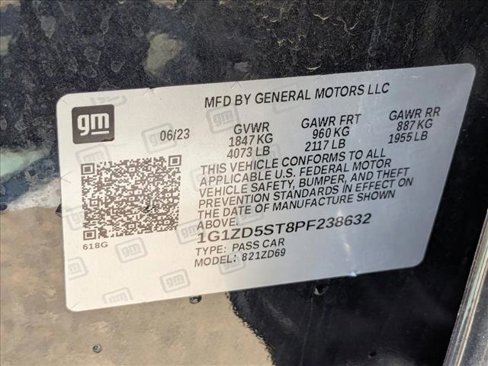 gm
MFD BY GENERAL MOTORS LLC
06/23 GVWR GAWR FRT GAWR RR
1847 KG 960 KG 887 KG
4073 LB 2117 LB 1955 LB
THIS VEHICLE CONFORMS TO ALL
APPLICABLE U.S. FEDERAL MOTOR
VEHICLE SAFETY, BUMPER, AND THEFT
PREVENTION STANDARDS IN EFFECT ON
THE DATE OF MANUFACTURE SHOWN
ABOVE.
1G1ZD5ST8PF238632
TYPE: PASS CAR
MODEL: 821ZD69
618G